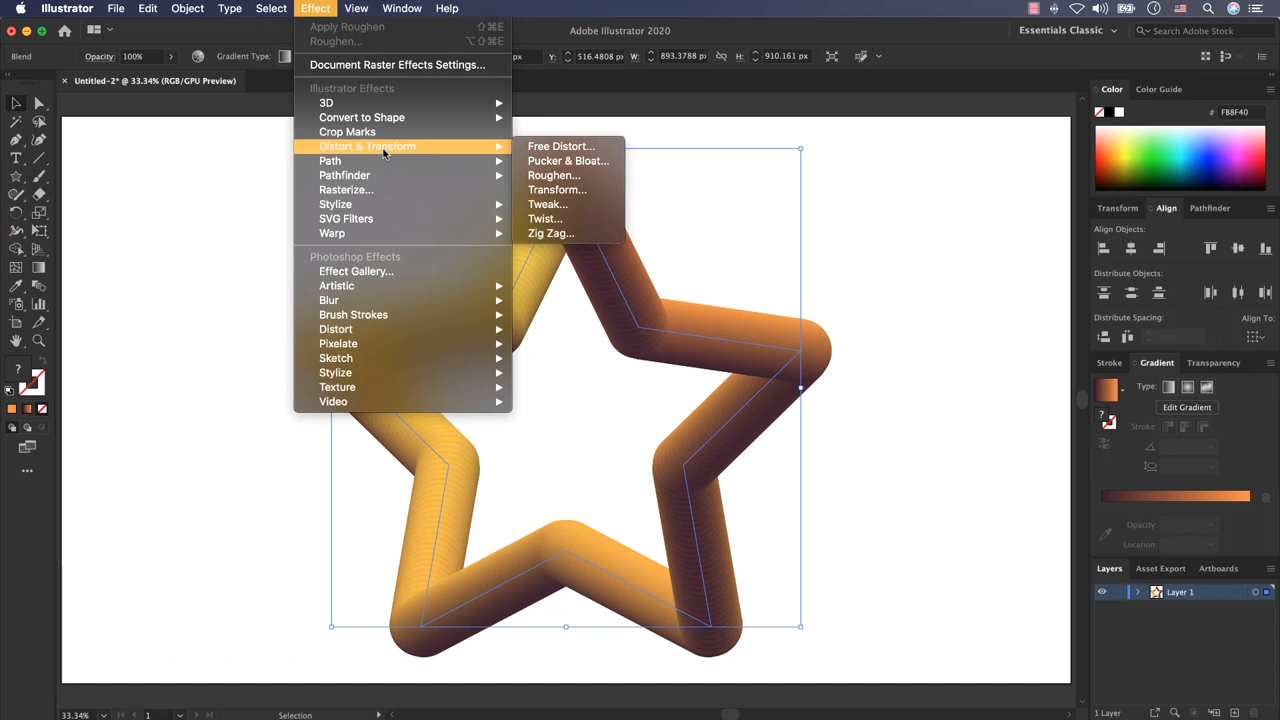 Illustrator File Edit Object Type Select Effect View Window Help
Adobe Illustrator 2020
Essentials Classic
Search Adobe Stock
Blend
Opacity: 100%
Gradient Type:
px
Y: 516.4808 px
W: 893.3788 px
H: 910.161 px
Untitled-2* @ 33.34% (RGB/GPU Preview)
Apply Roughen ⇧⌘E
Roughen... ⌥⇧⌘E
Document Raster Effects Settings...
Illustrator Effects
3D
Convert to Shape
Crop Marks
Distort & Transform
Path
Pathfinder
Rasterize...
Stylize
SVG Filters
Warp
Photoshop Effects
Effect Gallery...
Artistic
Blur
Brush Strokes
Distort
Pixelate
Sketch
Stylize
Texture
Video
Free Distort...
Pucker & Bloat...
Roughen...
Transform...
Tweak...
Twist...
Zig Zag...
Color Color Guide
# FB8F40
Transform Align Pathfinder
Align Objects:
Distribute Objects:
Distribute Spacing: Align To:
Stroke Gradient Transparency
Type:
Edit Gradient
Stroke:
Opacity:
Location:
Layers Asset Export Artboards
Layer 1
1 Layer
?
?
33.34% 1 Selection